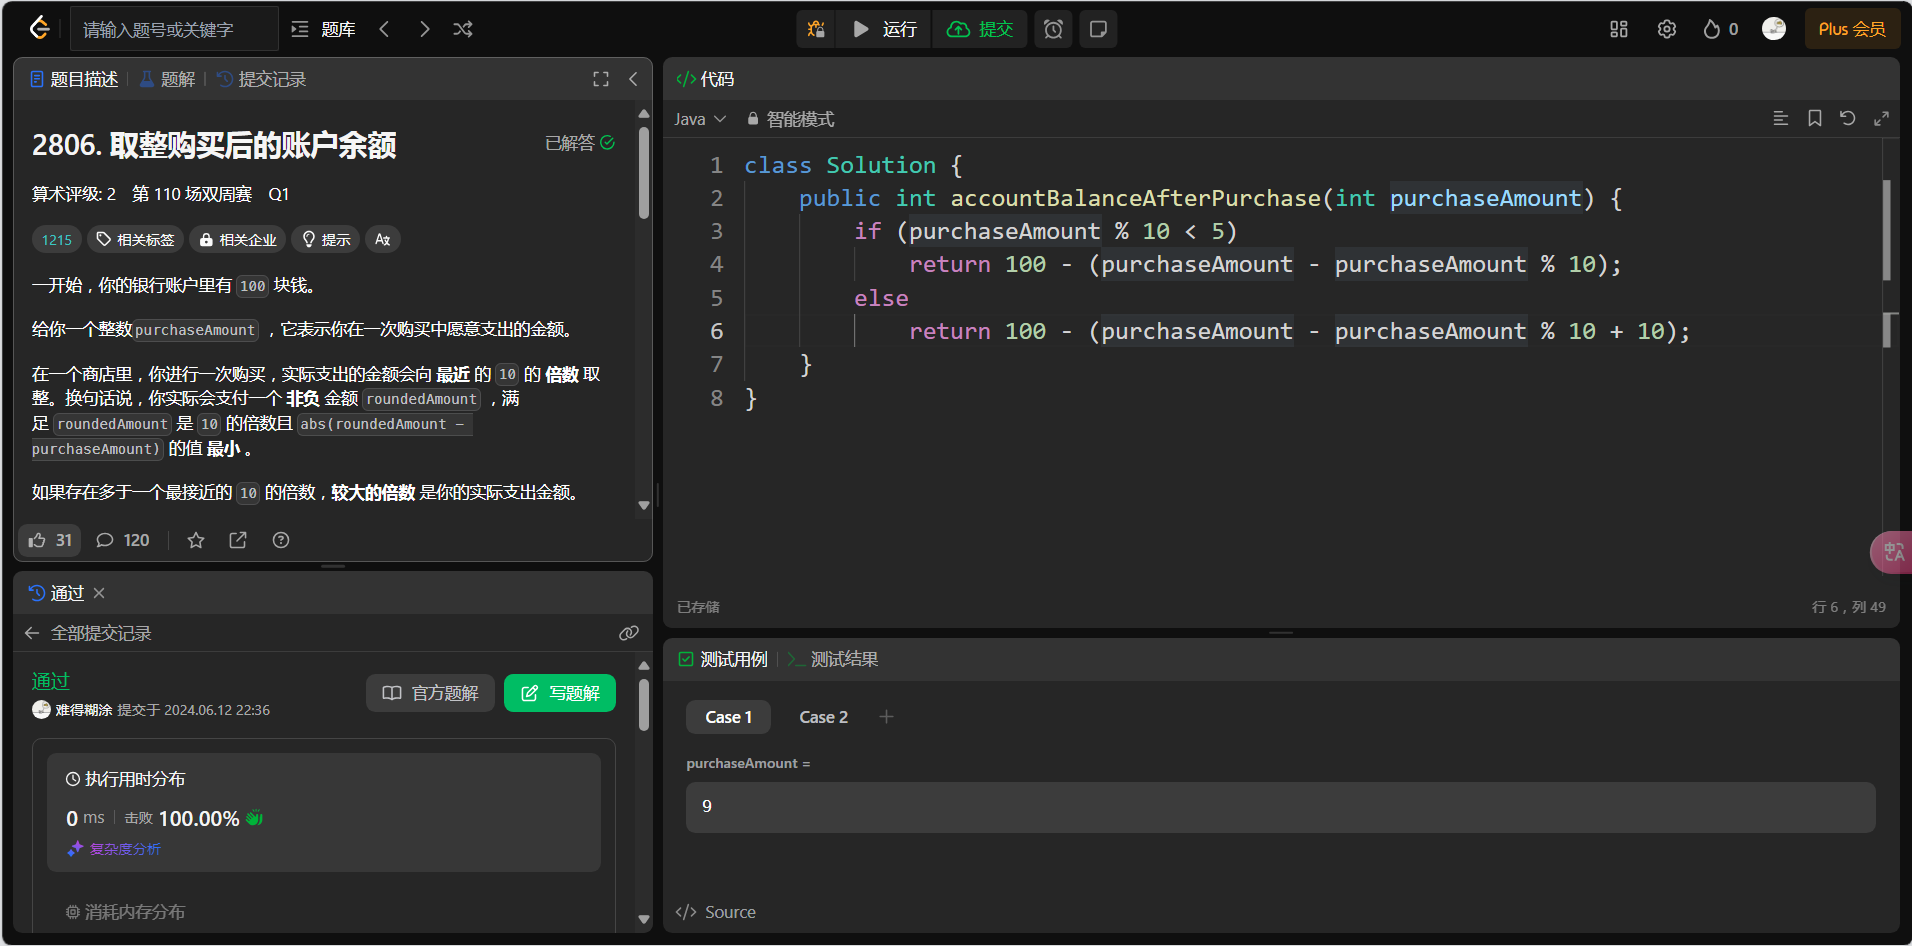 请输入题号或关键字
题库
运行
提交
0
Plus 会员
题目描述
题解
提交记录
2806. 取整购买后的账户余额
已解答
算术评级: 2 第 110 场双周赛 Q1
1215
相关标签
相关企业
提示
一开始，你的银行账户里有 100 块钱。
给你一个整数purchaseAmount ，它表示你在一次购买中愿意支出的金额。
在一个商店里，你进行一次购买，实际支出的金额会向 最近 的 10 的 倍数 取
整。换句话说，你实际会支付一个 非负 金额 roundedAmount ，满
足 roundedAmount 是 10 的倍数且 abs(roundedAmount -
purchaseAmount) 的值 最小 。
如果存在多于一个最接近的 10 的倍数，较大的倍数 是你的实际支出金额。
31
120
通过
全部提交记录
通过
难得糊涂 提交于 2024.06.12 22:36
官方题解
写题解
执行用时分布
0 ms
击败 100.00%
复杂度分析
消耗内存分布
代码
Java
智能模式
1 class Solution {
2 public int accountBalanceAfterPurchase(int purchaseAmount) {
3 if (purchaseAmount % 10 < 5)
4 return 100 - (purchaseAmount - purchaseAmount % 10);
5 else
6 return 100 - (purchaseAmount - purchaseAmount % 10 + 10);
7 }
8 }
已存储
行 6，列 49
测试用例
测试结果
Case 1
Case 2
purchaseAmount =
9
Source